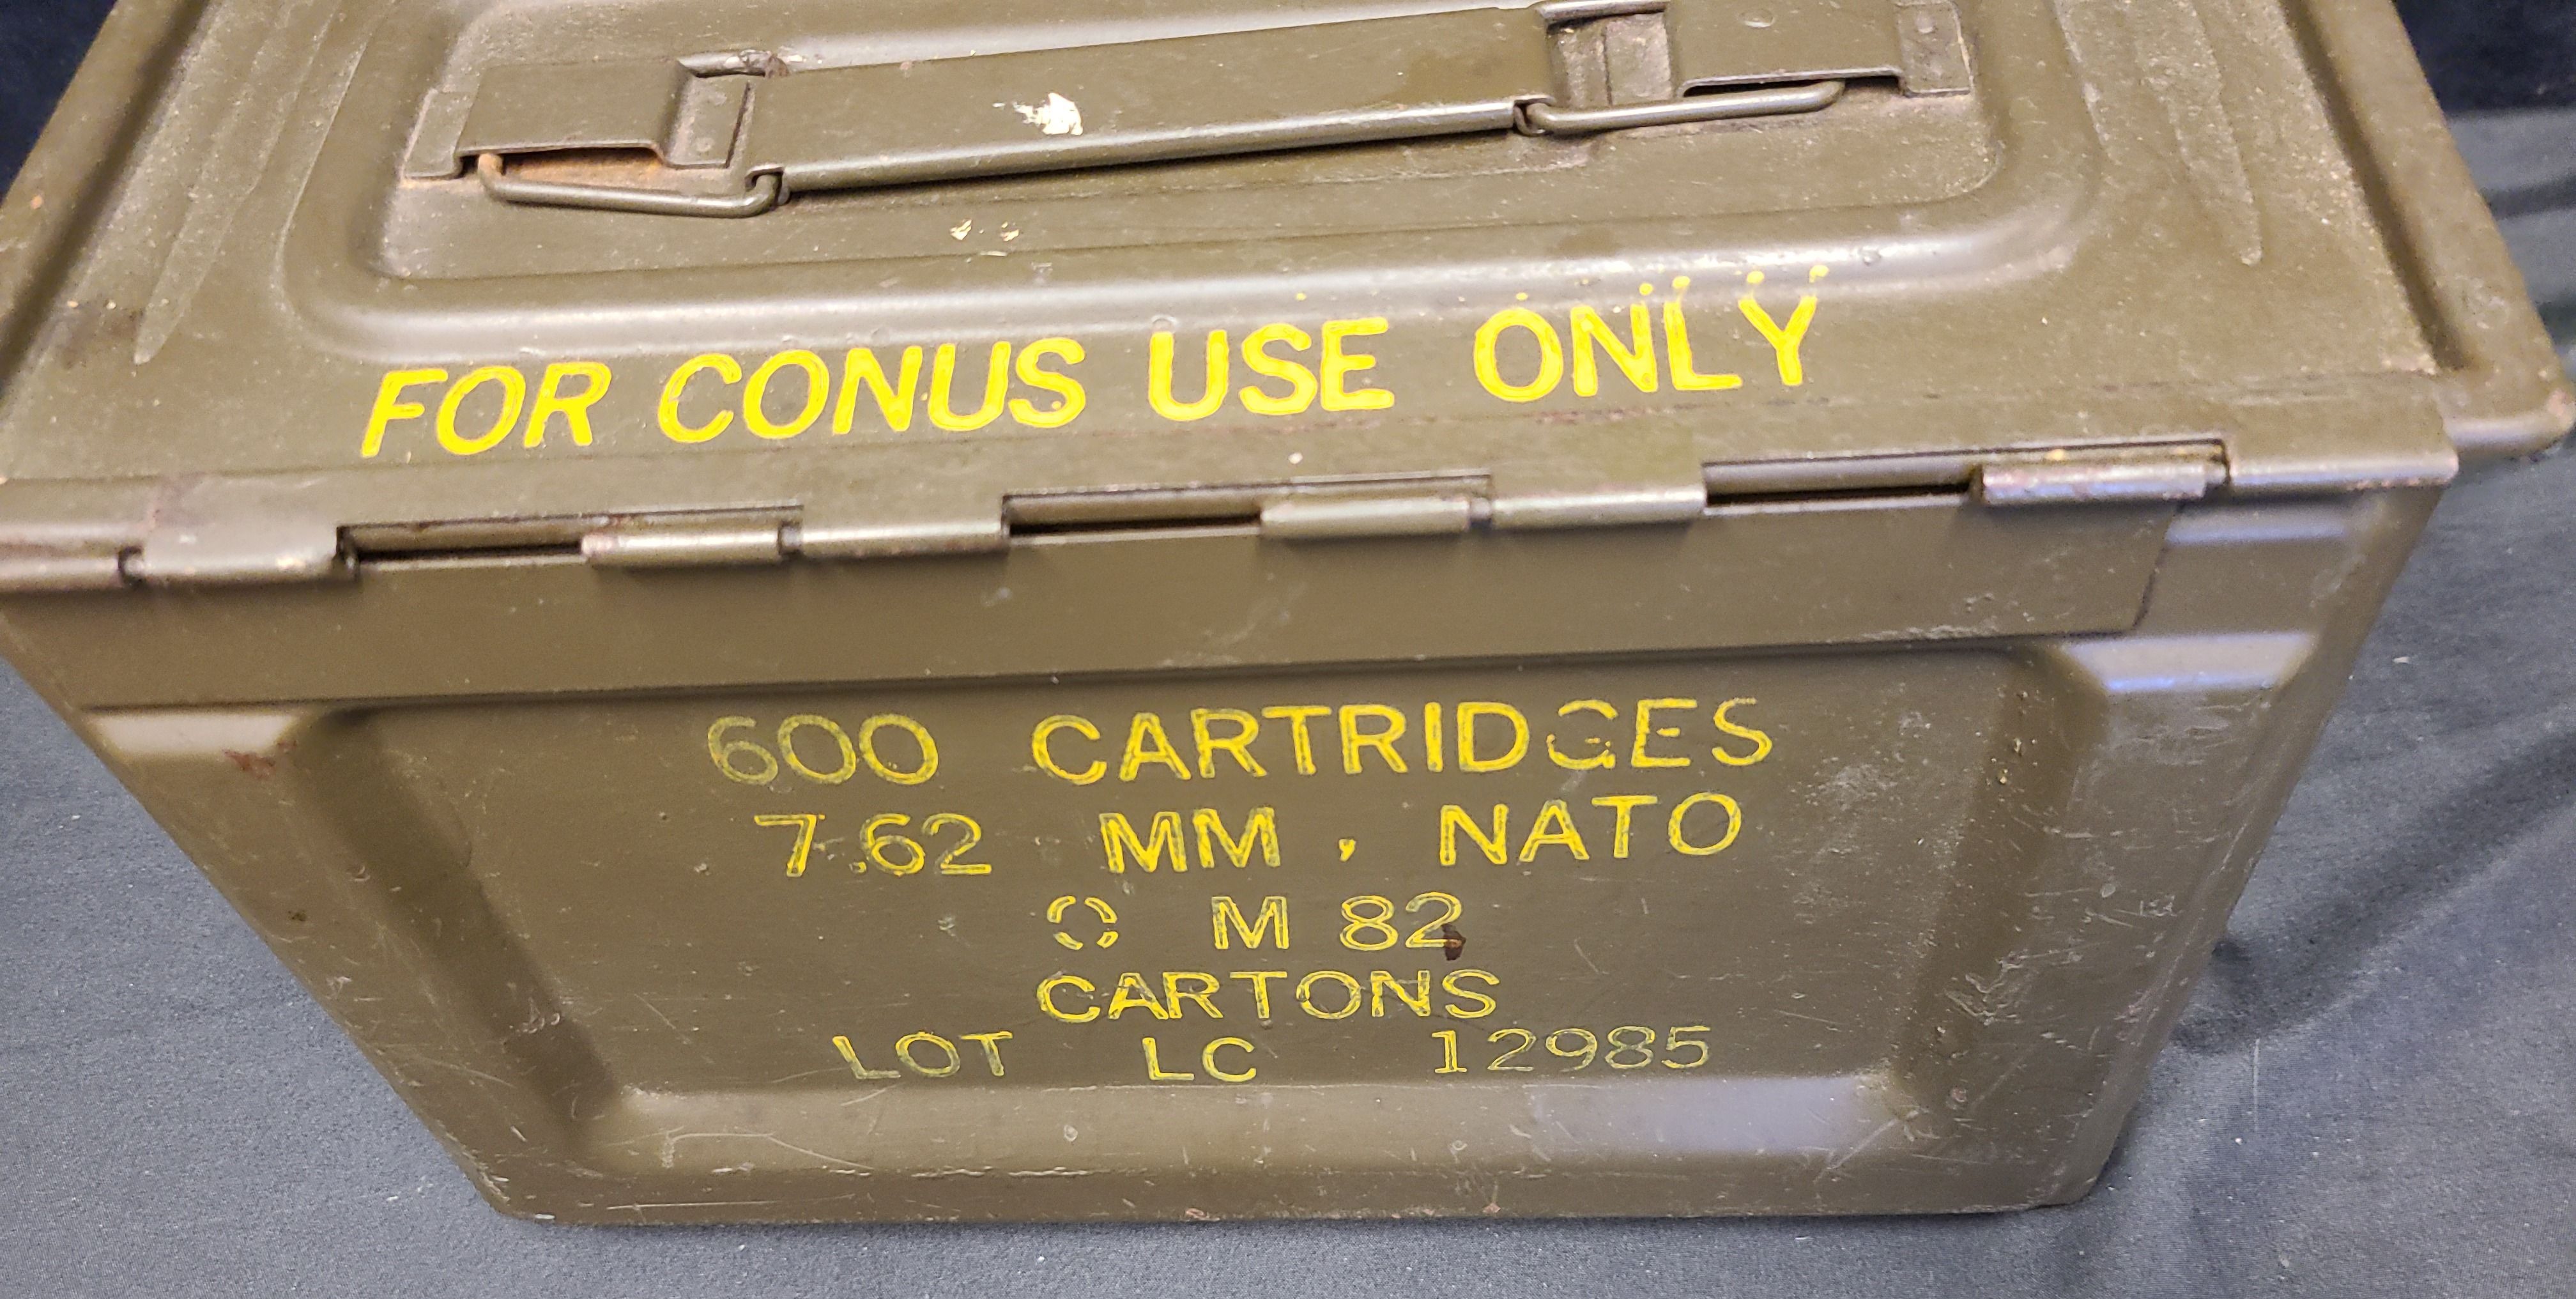 FOR CONUS USE ONLY
600 CARTRIDGES
7.62 MM, NATO
M 82
CARTONS
LOT LC 12985